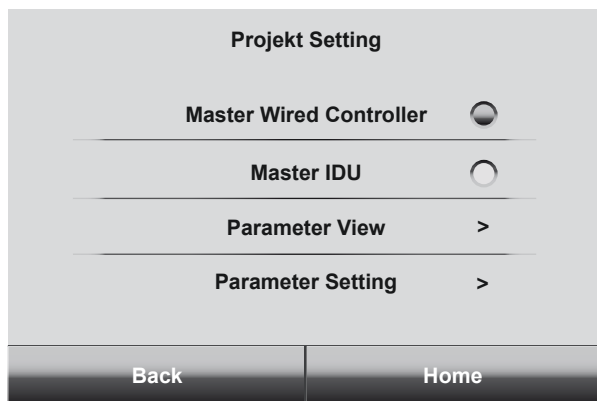 Projekt Setting
Master Wired Controller
Master IDU
Parameter View >
Parameter Setting >
Back Home